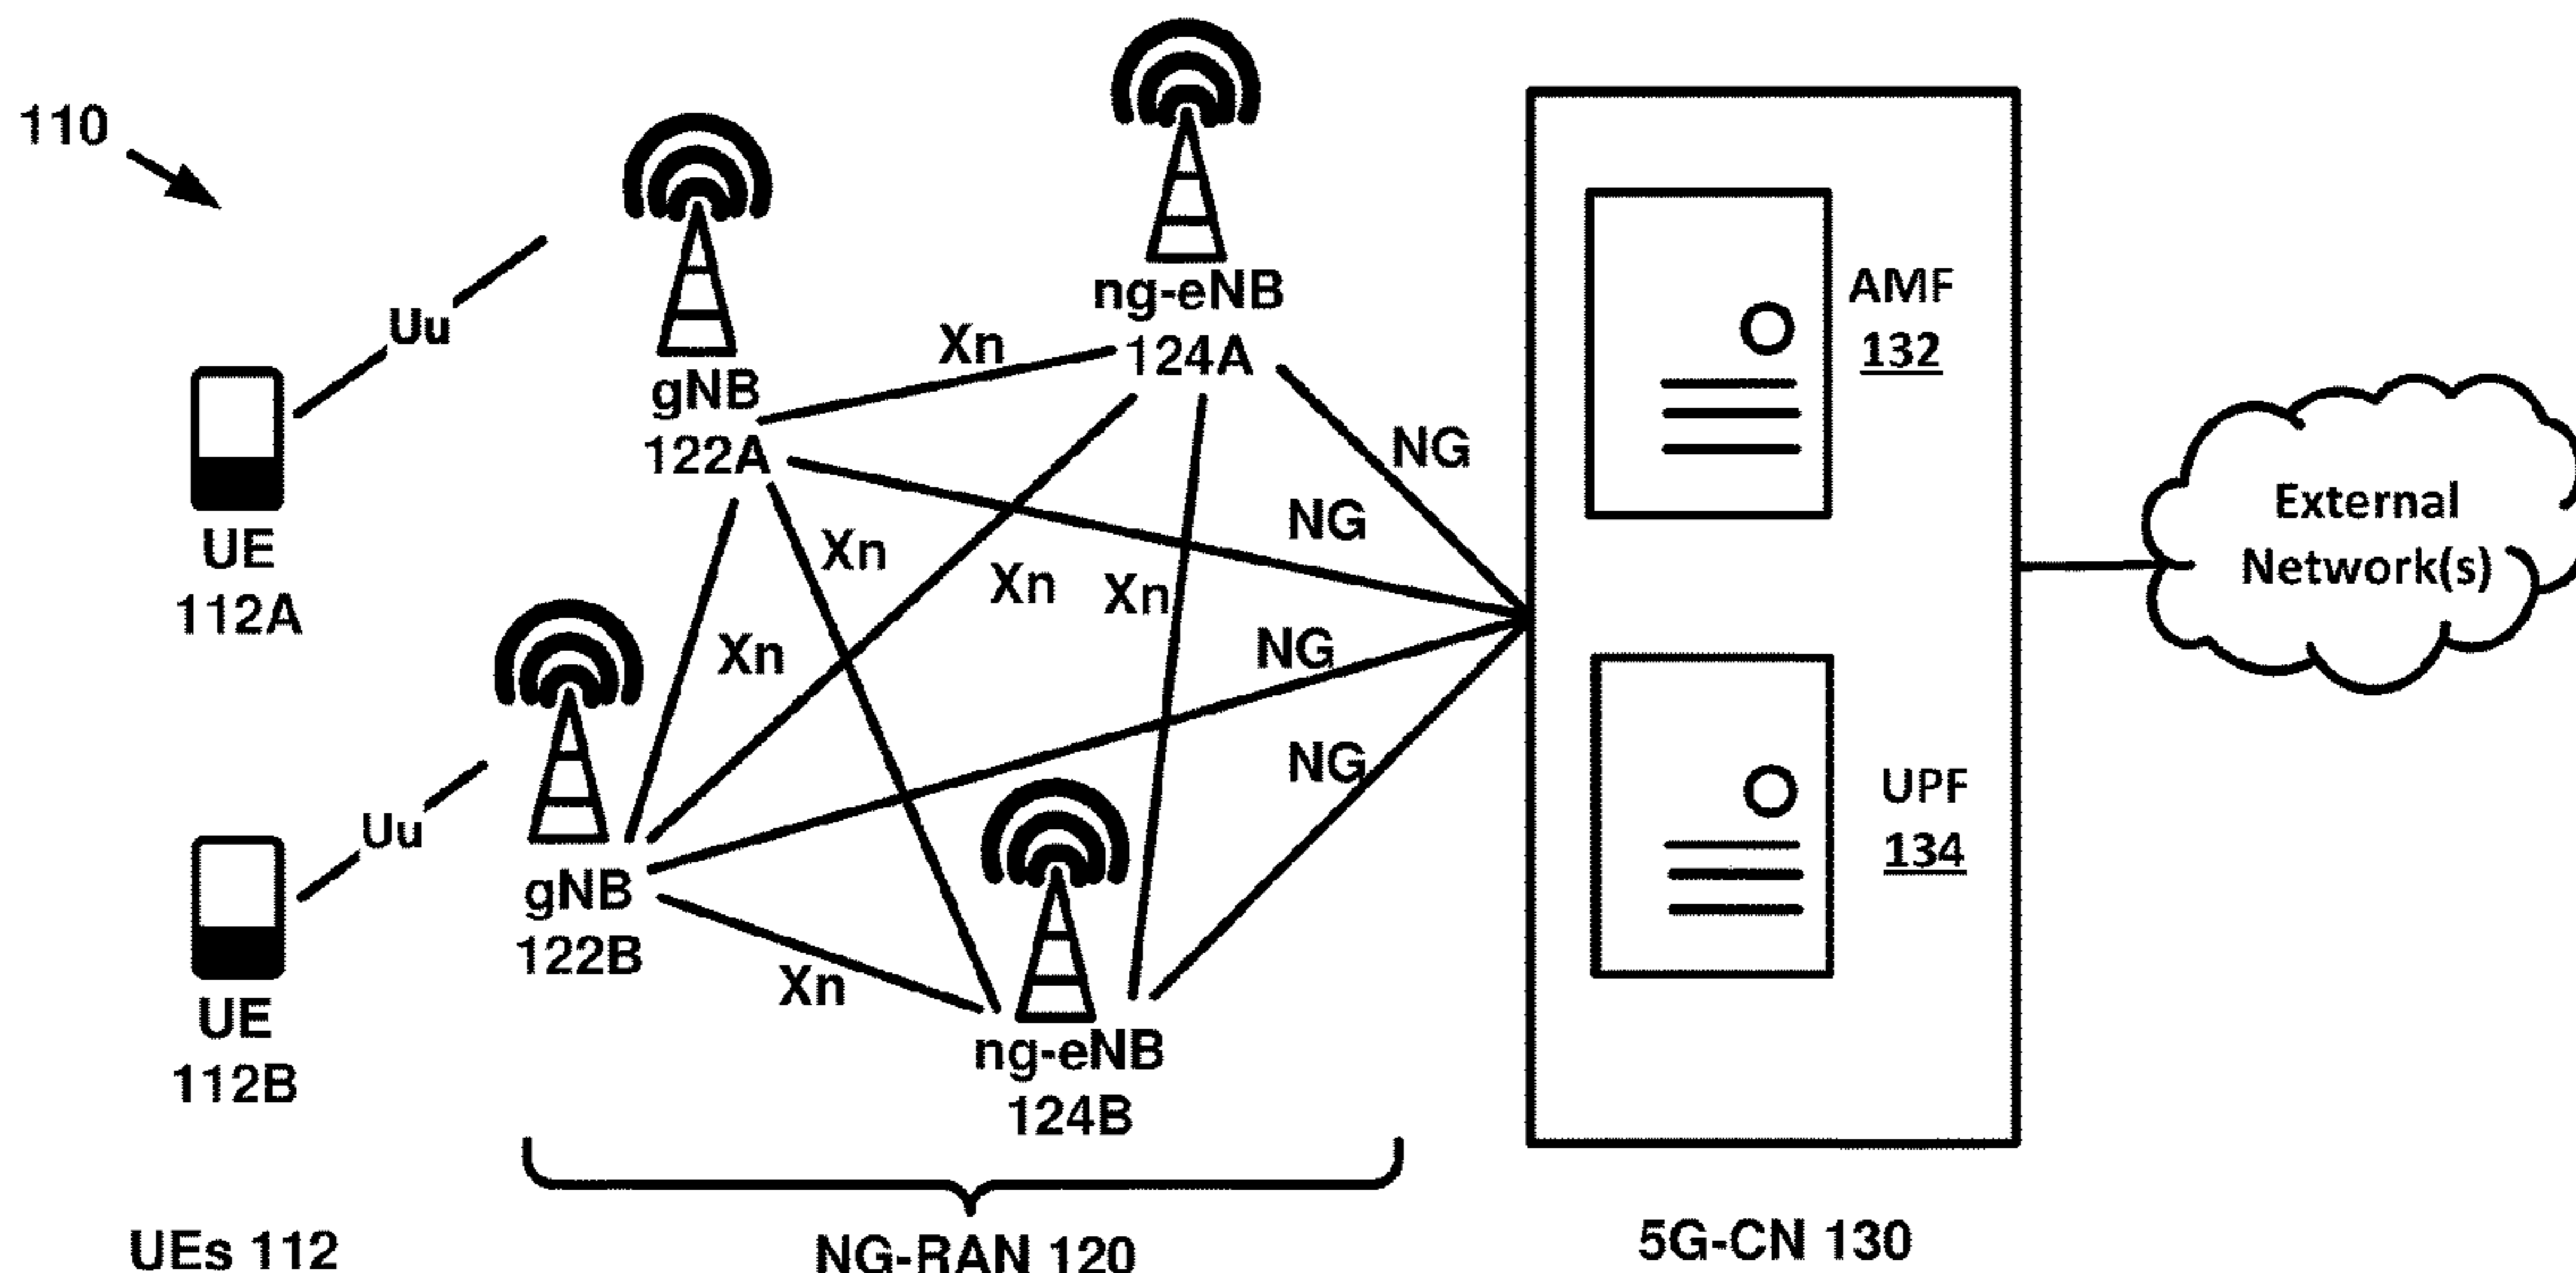 110
Uu
UE
112A
Uu
UE
112B
UEs 112
gNB
122A
gNB
122B
ng-eNB
124A
ng-eNB
124B
Xn
Xn
Xn
Xn
Xn
Xn
NG
NG
NG
NG
NG-RAN 120
AMF
132
UPF
134
5G-CN 130
External
Network(s)